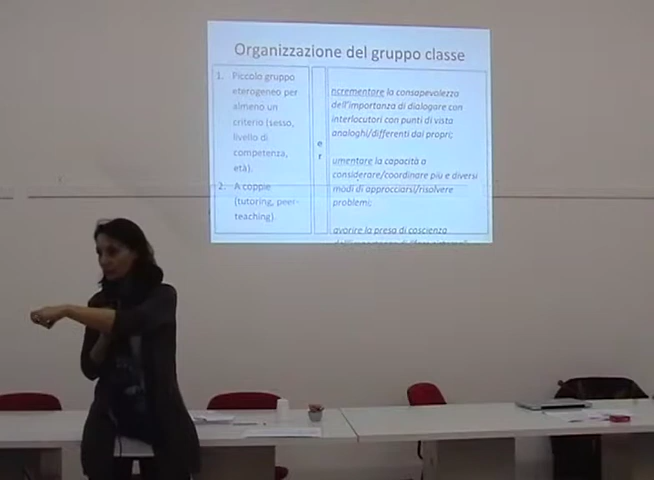 Organizzazione del gruppo classe
1. Piccolo gruppo
eterogeneo per
almeno un
criterio (sesso,
livello di
competenza,
età).
2. A coppie
(tutoring, peer-
teaching).
e
r
ncrementare la consapevolezza
dell'importanza di dialogare con
interlocutori con punti di vista
analoghi/differenti dai propri;
umentare la capacità a
considerare/coordinare più e diversi
modi di approcciarsi/risolvere
problemi;
avorire la presa di coscienza